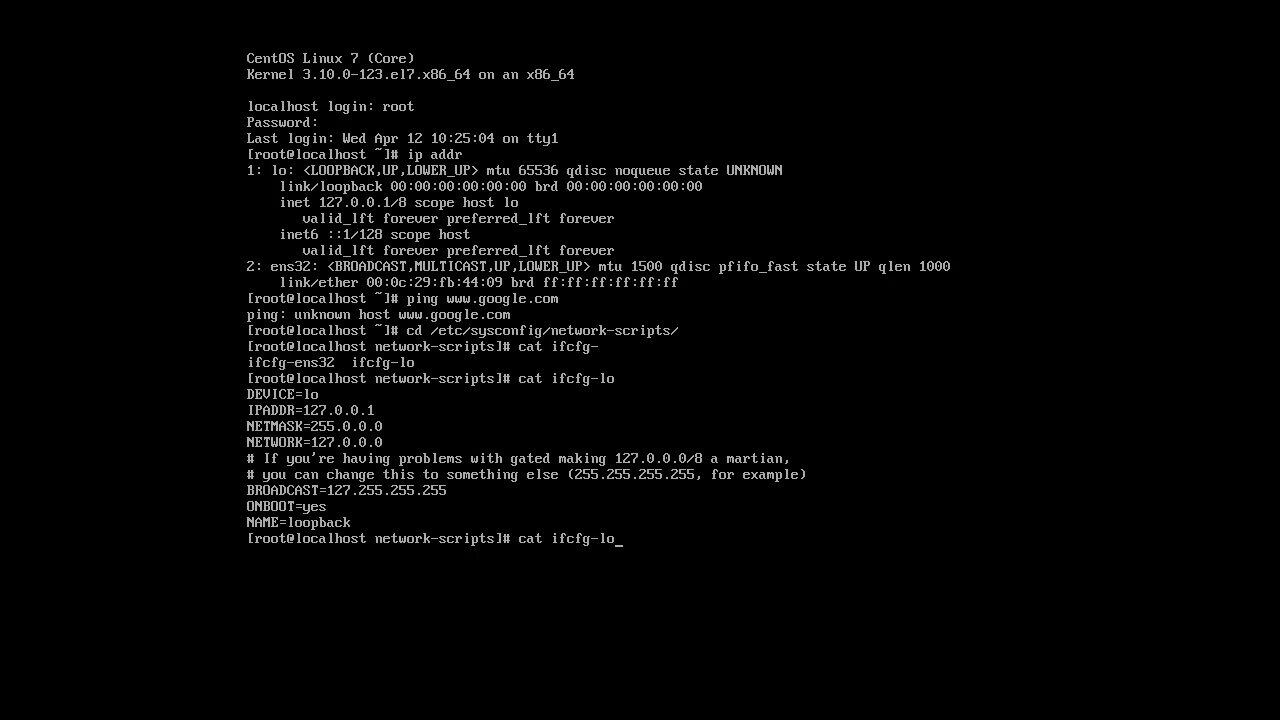 CentOS Linux 7 (Core)
Kernel 3.10.0-123.el7.x86_64 on an x86_64
localhost login: root
Password:
Last login: Wed Apr 12 10:25:04 on tty1
[root@localhost ~]# ip addr
1: lo: <LOOPBACK,UP,LOWER_UP> mtu 65536 qdisc noqueue state UNKNOWN
    link/loopback 00:00:00:00:00:00 brd 00:00:00:00:00:00
    inet 127.0.0.1/8 scope host lo
       valid_lft forever preferred_lft forever
    inet6 ::1/128 scope host
       valid_lft forever preferred_lft forever
2: ens32: <BROADCAST,MULTICAST,UP,LOWER_UP> mtu 1500 qdisc pfifo_fast state UP qlen 1000
    link/ether 00:0c:29:fb:44:09 brd ff:ff:ff:ff:ff:ff
[root@localhost ~]# ping www.google.com
ping: unknown host www.google.com
[root@localhost ~]# cd /etc/sysconfig/network-scripts/
[root@localhost network-scripts]# cat ifcfg-
ifcfg-ens32  ifcfg-lo
[root@localhost network-scripts]# cat ifcfg-lo
DEVICE=lo
IPADDR=127.0.0.1
NETMASK=255.0.0.0
NETWORK=127.0.0.0
# If you're having problems with gated making 127.0.0.0/8 a martian,
# you can change this to something else (255.255.255.255, for example)
BROADCAST=127.255.255.255
ONBOOT=yes
NAME=loopback
[root@localhost network-scripts]# cat ifcfg-lo_